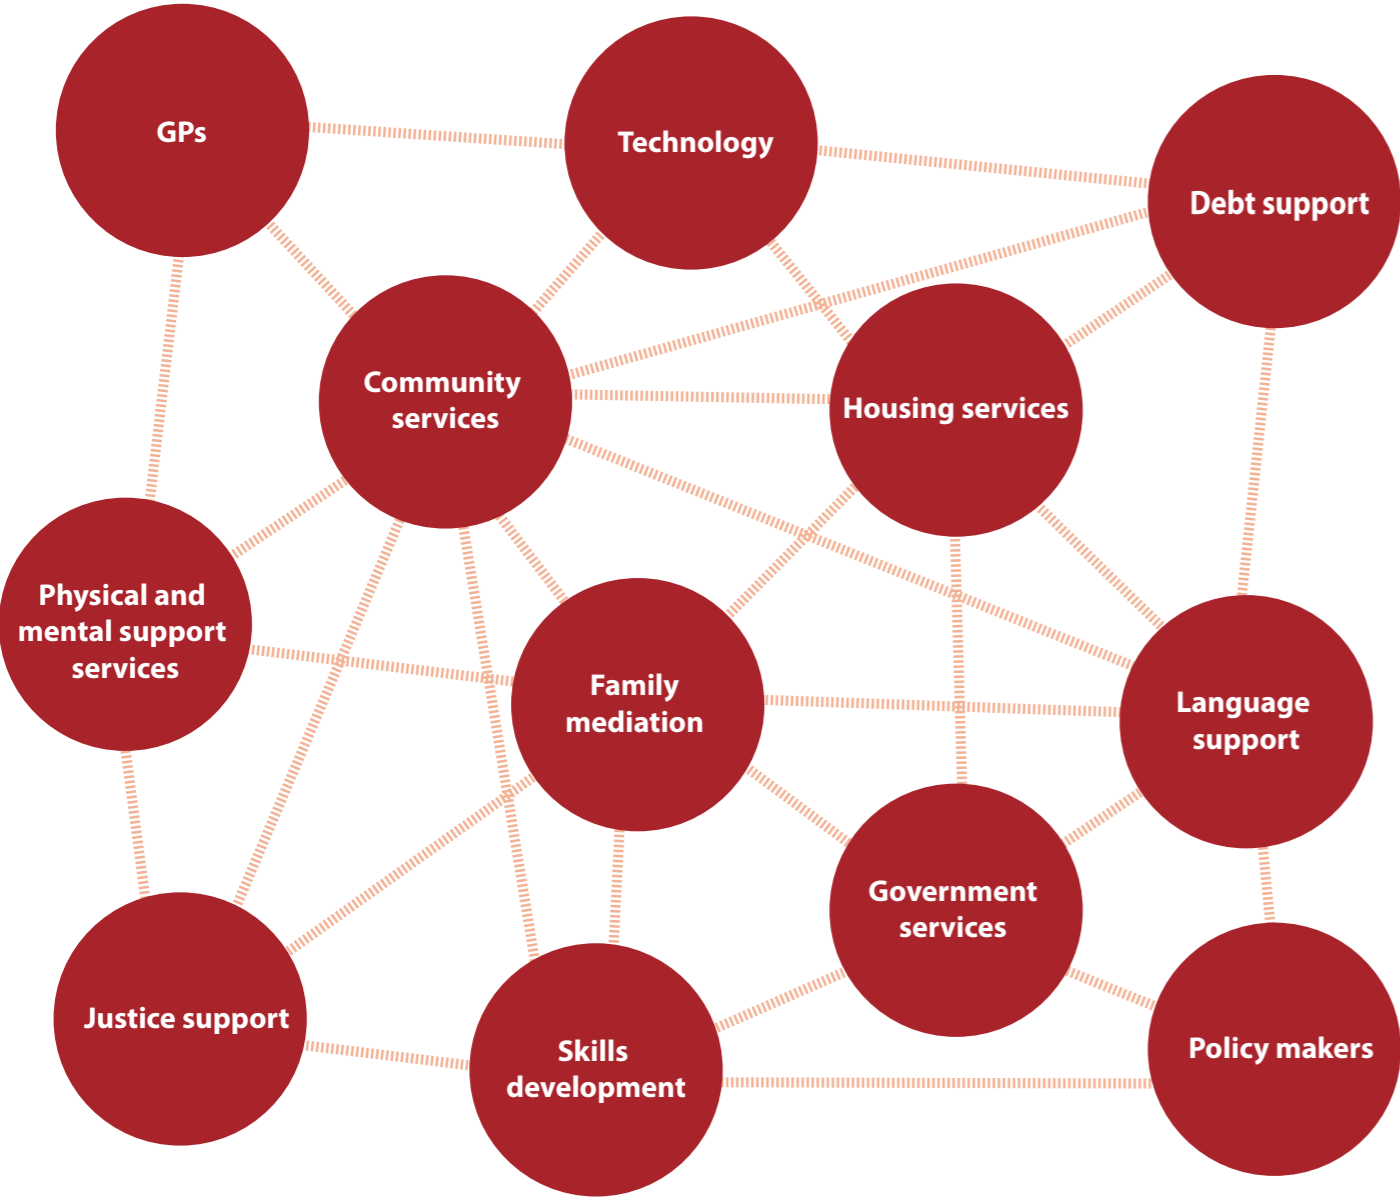 GPs
Technology
Debt support
Community
services
Housing services
Physical and
mental support
services
Family
mediation
Language
support
Government
services
Justice support
Skills
development
Policy makers